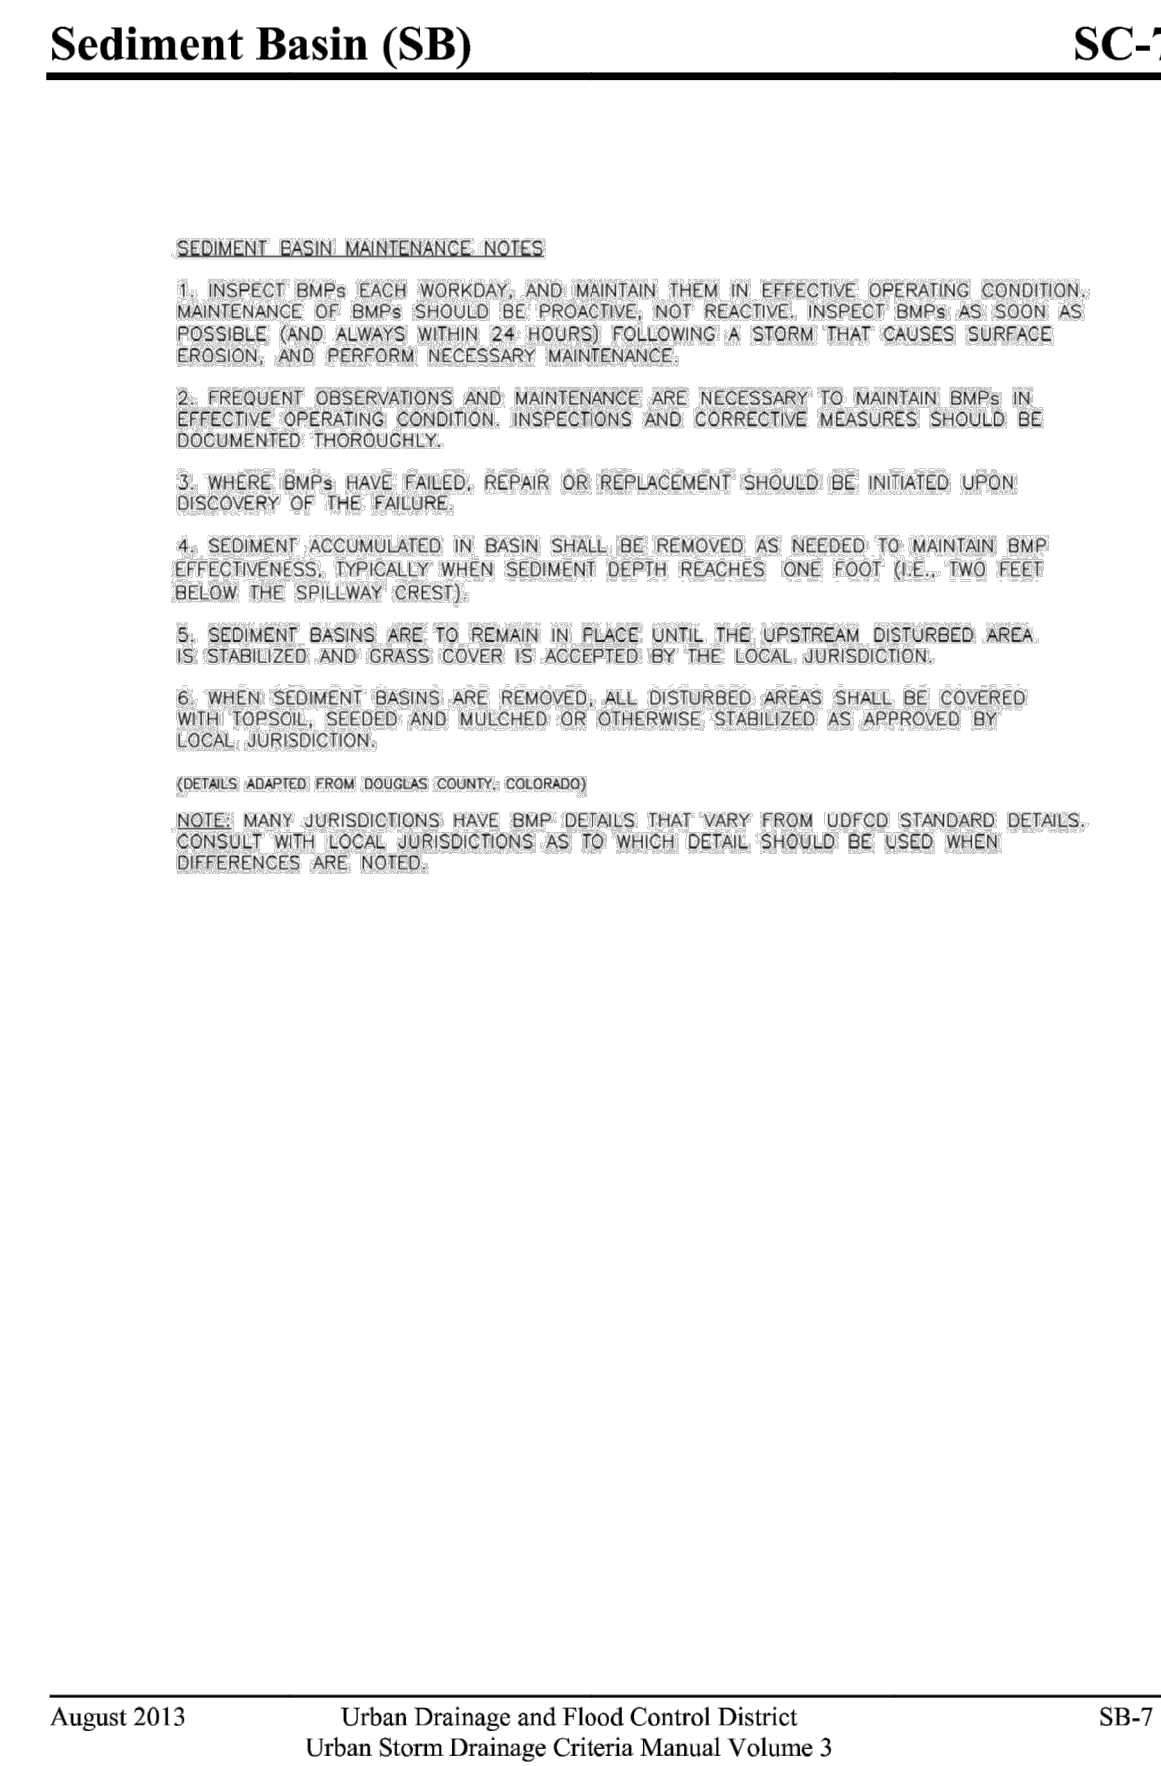 Sediment Basin (SB) SC-7
SEDIMENT BASIN MAINTENANCE NOTES
1. INSPECT BMPs EACH WORKDAY, AND MAINTAIN THEM IN EFFECTIVE OPERATING CONDITION.
MAINTENANCE OF BMPs SHOULD BE PROACTIVE, NOT REACTIVE. INSPECT BMPs AS SOON AS
POSSIBLE (AND ALWAYS WITHIN 24 HOURS) FOLLOWING A STORM THAT CAUSES SURFACE
EROSION, AND PERFORM NECESSARY MAINTENANCE.
2. FREQUENT OBSERVATIONS AND MAINTENANCE ARE NECESSARY TO MAINTAIN BMPs IN
EFFECTIVE OPERATING CONDITION. INSPECTIONS AND CORRECTIVE MEASURES SHOULD BE
DOCUMENTED THOROUGHLY.
3. WHERE BMPs HAVE FAILED, REPAIR OR REPLACEMENT SHOULD BE INITIATED UPON
DISCOVERY OF THE FAILURE.
4. SEDIMENT ACCUMULATED IN BASIN SHALL BE REMOVED AS NEEDED TO MAINTAIN BMP
EFFECTIVENESS, TYPICALLY WHEN SEDIMENT DEPTH REACHES ONE FOOT (I.E., TWO FEET
BELOW THE SPILLWAY CREST).
5. SEDIMENT BASINS ARE TO REMAIN IN PLACE UNTIL THE UPSTREAM DISTURBED AREA
IS STABILIZED AND GRASS COVER IS ACCEPTED BY THE LOCAL JURISDICTION.
6. WHEN SEDIMENT BASINS ARE REMOVED, ALL DISTURBED AREAS SHALL BE COVERED
WITH TOPSOIL, SEEDED AND MULCHED OR OTHERWISE STABILIZED AS APPROVED BY
LOCAL JURISDICTION.
(DETAILS ADAPTED FROM DOUGLAS COUNTY, COLORADO)
NOTE: MANY JURISDICTIONS HAVE BMP DETAILS THAT VARY FROM UDFCD STANDARD DETAILS.
CONSULT WITH LOCAL JURISDICTIONS AS TO WHICH DETAIL SHOULD BE USED WHEN
DIFFERENCES ARE NOTED.
August 2013 Urban Drainage and Flood Control District SB-7
Urban Storm Drainage Criteria Manual Volume 3